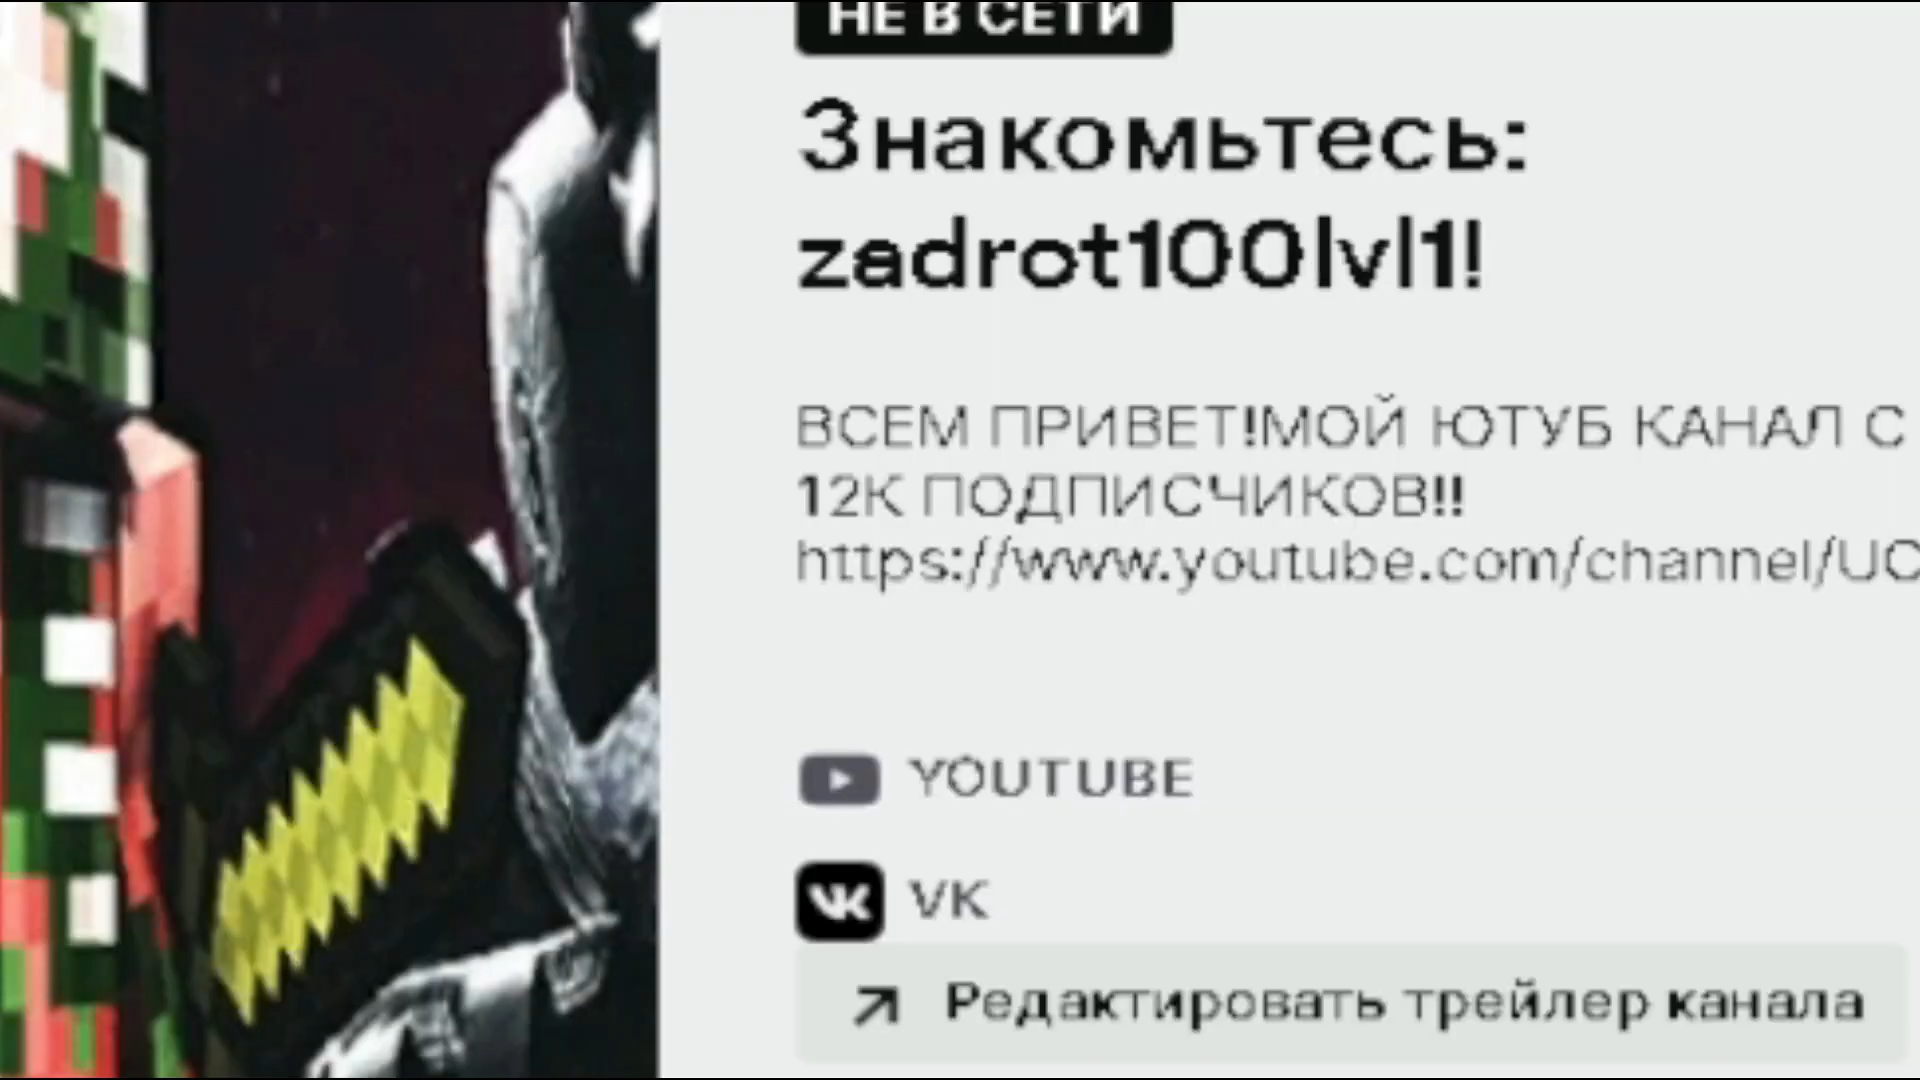 НЕ В СЕТИ
Знакомьтесь:
zadrot100lvl1!
ВСЕМ ПРИВЕТ!МОЙ ЮТУБ КАНАЛ С
12К ПОДПИСЧИКОВ!!
https://www.youtube.com/channel/UC
YOUTUBE
VK
Редактировать трейлер канала